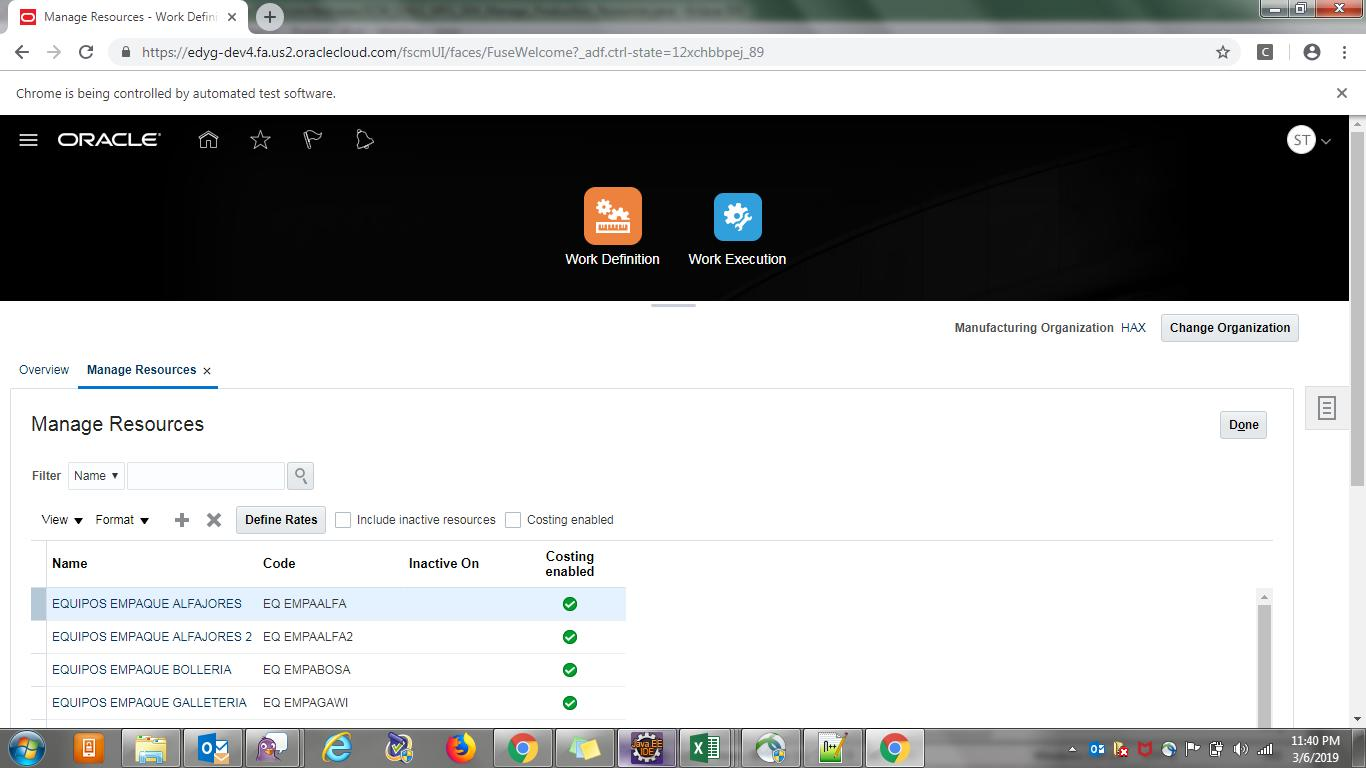 Manage Resources - Work Defini
https://edyg-dev4.fa.us2.oraclecloud.com/fscmUI/faces/FuseWelcome?_adf.ctrl-state=12xchbbpej_89
C
Chrome is being controlled by automated test software.
ORACLE
ST
Work Definition
Work Execution
Manufacturing Organization HAX Change Organization
Overview
Manage Resources
Manage Resources
Done
Filter Name
View Format Define Rates Include inactive resources Costing enabled
Name Code Inactive On Costing enabled
EQUIPOS EMPAQUE ALFAJORES EQ EMPAALFA
EQUIPOS EMPAQUE ALFAJORES 2 EQ EMPAALFA2
EQUIPOS EMPAQUE BOLLERIA EQ EMPABOSA
EQUIPOS EMPAQUE GALLETERIA EQ EMPAGAWI
Java EE
IDE
11:40 PM
3/6/2019